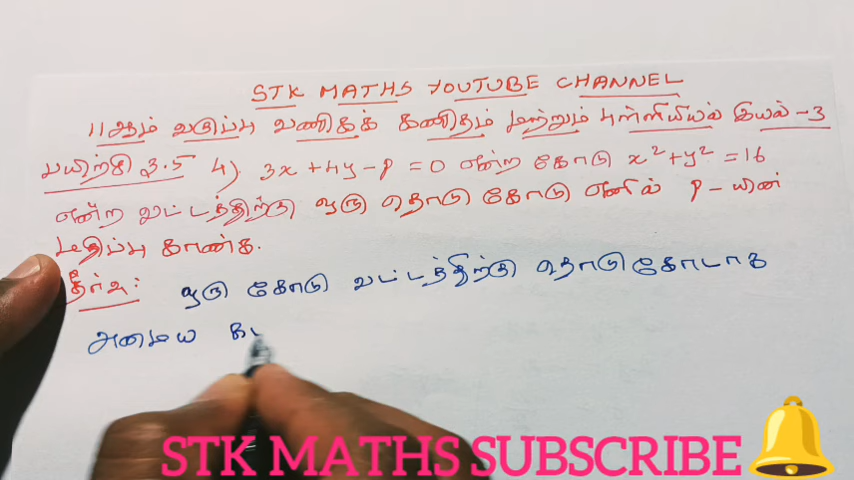 STK MATHS YOUTUBE CHANNEL
11ஆம் வகுப்பு வணிகக் கணிதம் மற்றும் புள்ளியியல் இயல் -3
பயிற்சி 3.5 4) 3x +4y -P = 0 என்ற கோடு x² + y² = 16
என்ற வட்டத்திற்கு ஒரு தொடு கோடு எனில் P - யின்
மதிப்பு காண்க.
தீர்வு: ஒரு கோடு வட்டத்திற்கு தொடு கோடாக
அமைய கட
STK MATHS SUBSCRIBE